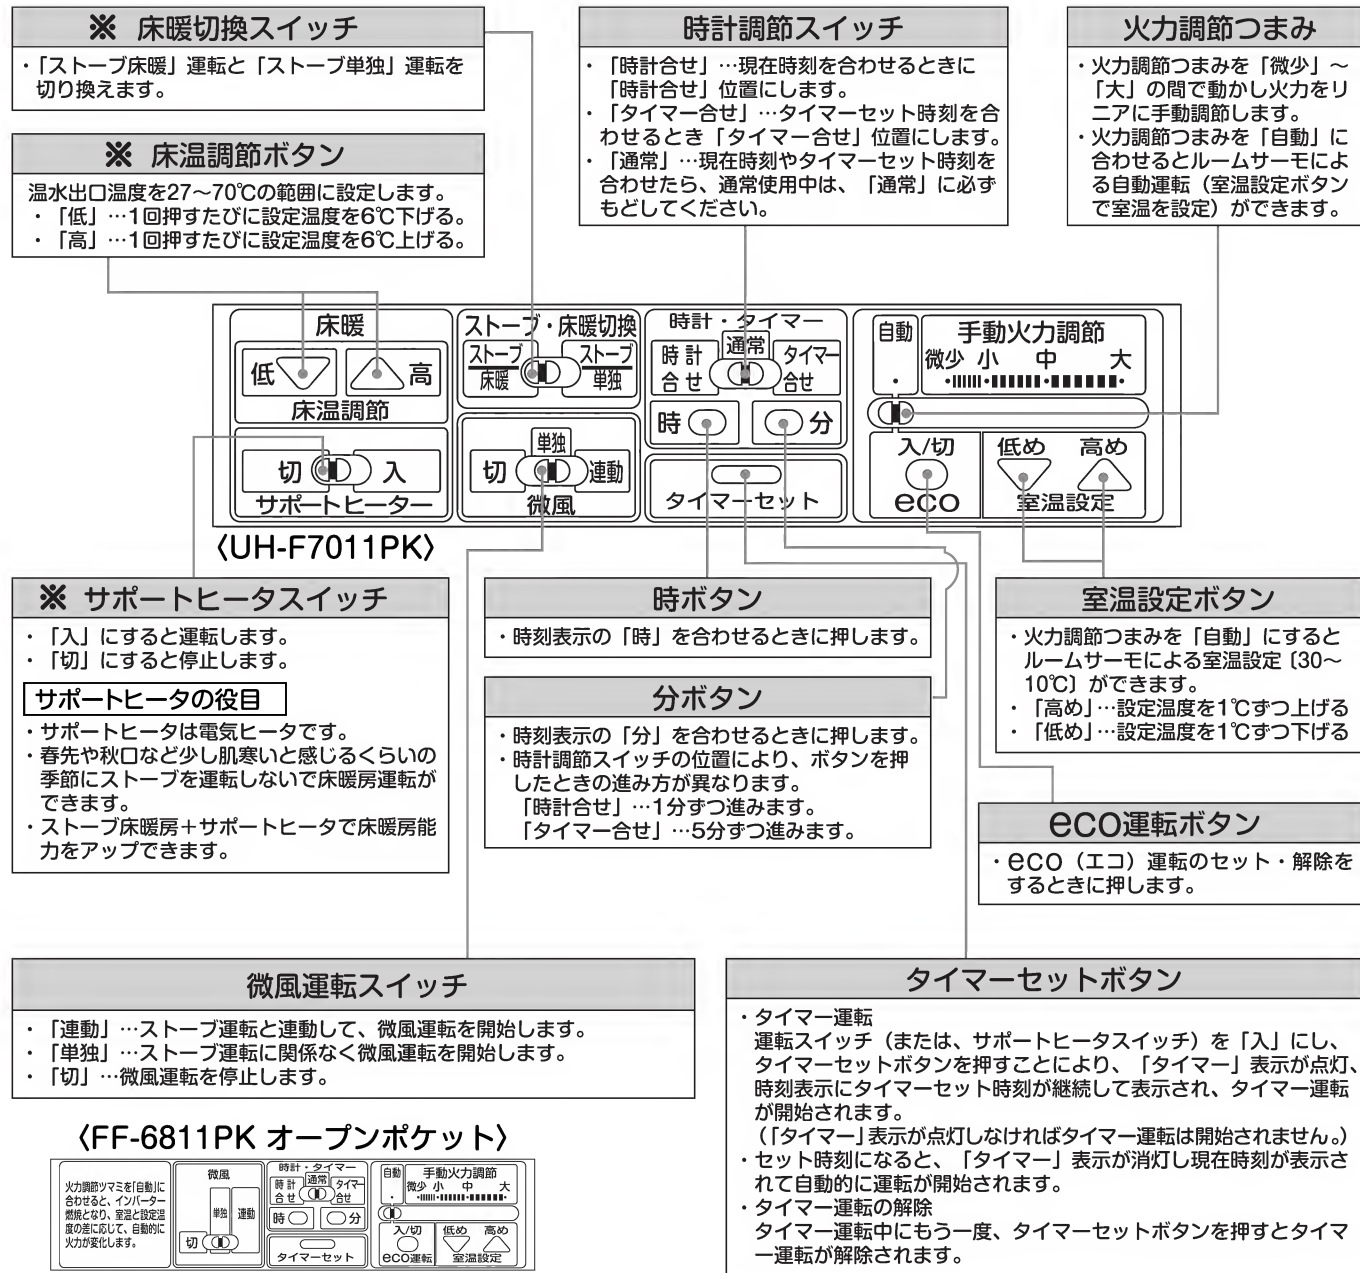 ※ 床暖切換スイッチ
・「ストーブ床暖」運転と「ストーブ単独」運転を
切り換えます。
※ 床温調節ボタン
温水出口温度を27～70℃の範囲に設定します。
・「低」…1回押すたびに設定温度を6℃下げる。
・「高」…1回押すたびに設定温度を6℃上げる。
時計調節スイッチ
・「時計合せ」…現在時刻を合わせるときに
「時計合せ」位置にします。
・「タイマー合せ」…タイマーセット時刻を合
わせるとき「タイマー合せ」位置にします。
・「通常」…現在時刻やタイマーセット時刻を
合わせたら、通常使用中は、「通常」に必ず
もどしてください。
火力調節つまみ
・火力調節つまみを「微少」～
「大」の間で動かし火力をリ
ニアに手動調節します。
・火力調節つまみを「自動」に
合わせるとルームサーモによ
る自動運転（室温設定ボタン
で室温を設定）ができます。
床暖
低 高
床温調節
切 入
サポートヒーター
ストーブ・床暖切換
ストーブ ストーブ
床暖 単独
単独
切 連動
微風
時計・タイマー
時計 通常 タイマー
合せ 合せ
時 分
タイマーセット
自動 手動火力調節
微少 小 中 大
入/切 低め 高め
eco 室温設定
〈UH-F7011PK〉
※ サポートヒータスイッチ
・「入」にすると運転します。
・「切」にすると停止します。
サポートヒータの役目
・サポートヒータは電気ヒータです。
・春先や秋口など少し肌寒いと感じるくらいの
季節にストーブを運転しないで床暖房運転が
できます。
・ストーブ床暖房＋サポートヒータで床暖房能
力をアップできます。
時ボタン
・時刻表示の「時」を合わせるときに押します。
分ボタン
・時刻表示の「分」を合わせるときに押します。
・時計調節スイッチの位置により、ボタンを押
したときの進み方が異なります。
「時計合せ」…1分ずつ進みます。
「タイマー合せ」…5分ずつ進みます。
室温設定ボタン
・火力調節つまみを「自動」にすると
ルームサーモによる室温設定〔30～
10℃〕ができます。
・「高め」…設定温度を1℃ずつ上げる
・「低め」…設定温度を1℃ずつ下げる
eco運転ボタン
・eco（エコ）運転のセット・解除を
するときに押します。
微風運転スイッチ
・「連動」…ストーブ運転と連動して、微風運転を開始します。
・「単独」…ストーブ運転に関係なく微風運転を開始します。
・「切」…微風運転を停止します。
タイマーセットボタン
・タイマー運転
運転スイッチ（または、サポートヒータスイッチ）を「入」にし、
タイマーセットボタンを押すことにより、「タイマー」表示が点灯、
時刻表示にタイマーセット時刻が継続して表示され、タイマー運転
が開始されます。
（「タイマー」表示が点灯しなければタイマー運転は開始されません。）
・セット時刻になると、「タイマー」表示が消灯し現在時刻が表示さ
れて自動的に運転が開始されます。
・タイマー運転の解除
タイマー運転中にもう一度、タイマーセットボタンを押すとタイマ
ー運転が解除されます。
〈FF-6811PK オープンポケット〉
火力調節ツマミを「自動」に
合わせると、インバーター
燃焼となり、室温と設定温
度の差に応じて、自動的に
火力が変化します。
微風
単独 連動
切
時計・タイマー
時計 通常 タイマー
合せ 合せ
時 分
タイマーセット
自動 手動火力調節
微少 小 中 大
入/切 低め 高め
eco運転 室温設定